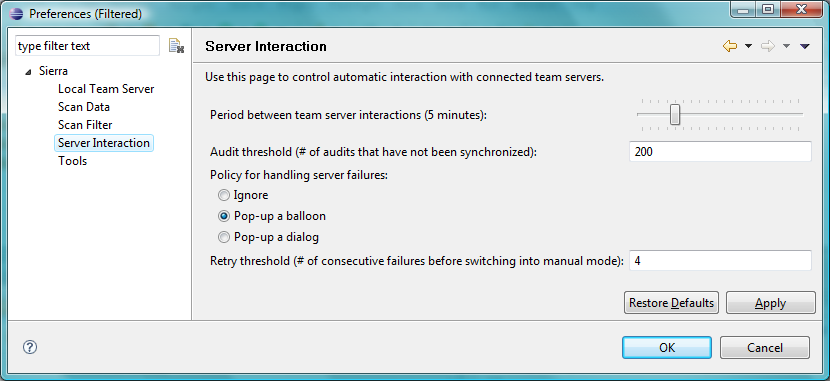 Preferences (Filtered)
type filter text
Sierra
Local Team Server
Scan Data
Scan Filter
Server Interaction
Tools
Server Interaction
Use this page to control automatic interaction with connected team servers.
Period between team server interactions (5 minutes):
Audit threshold (# of audits that have not been synchronized): 200
Policy for handling server failures:
Ignore
Pop-up a balloon
Pop-up a dialog
Retry threshold (# of consecutive failures before switching into manual mode): 4
Restore Defaults Apply
? OK Cancel